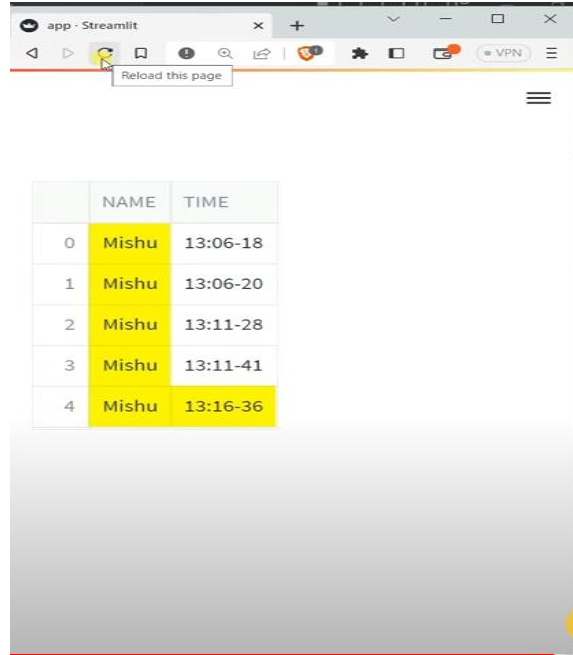 app · Streamlit
VPN
Reload this page
NAME TIME
0 Mishu 13:06-18
1 Mishu 13:06-20
2 Mishu 13:11-28
3 Mishu 13:11-41
4 Mishu 13:16-36